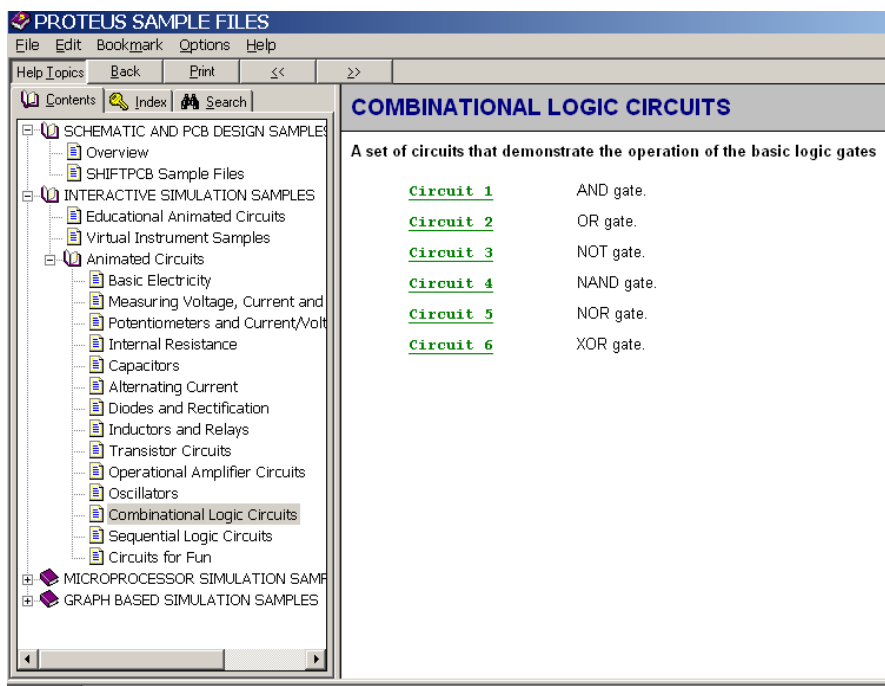 PROTEUS SAMPLE FILES
File Edit Bookmark Options Help
Help Topics Back Print << >>
Contents Index Search
SCHEMATIC AND PCB DESIGN SAMPLES
Overview
SHIFTPCB Sample Files
INTERACTIVE SIMULATION SAMPLES
Educational Animated Circuits
Virtual Instrument Samples
Animated Circuits
Basic Electricity
Measuring Voltage, Current and
Potentiometers and Current/Volt
Internal Resistance
Capacitors
Alternating Current
Diodes and Rectification
Inductors and Relays
Transistor Circuits
Operational Amplifier Circuits
Oscillators
Combinational Logic Circuits
Sequential Logic Circuits
Circuits for Fun
MICROPROCESSOR SIMULATION SAMP
GRAPH BASED SIMULATION SAMPLES
COMBINATIONAL LOGIC CIRCUITS
A set of circuits that demonstrate the operation of the basic logic gates
Circuit 1 AND gate.
Circuit 2 OR gate.
Circuit 3 NOT gate.
Circuit 4 NAND gate.
Circuit 5 NOR gate.
Circuit 6 XOR gate.